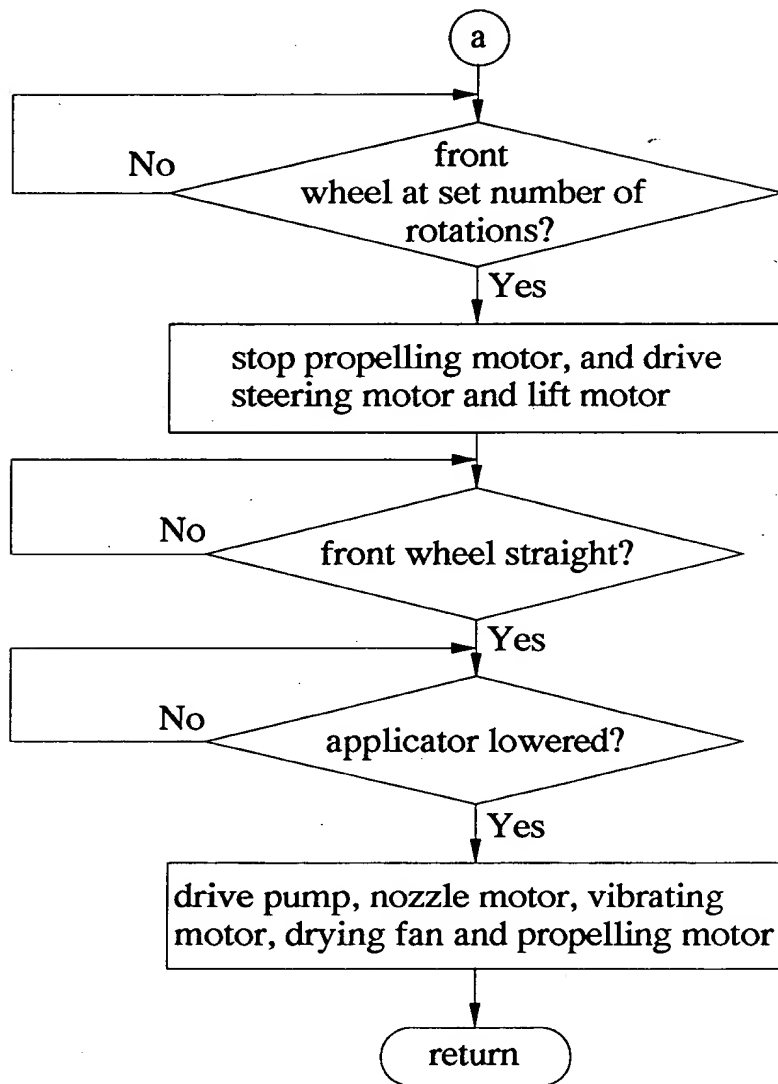 a
No
front
wheel at set number of
rotations?
Yes
stop propelling motor, and drive
steering motor and lift motor
No
front wheel straight?
Yes
No
applicator lowered?
Yes
drive pump, nozzle motor, vibrating
motor, drying fan and propelling motor
return